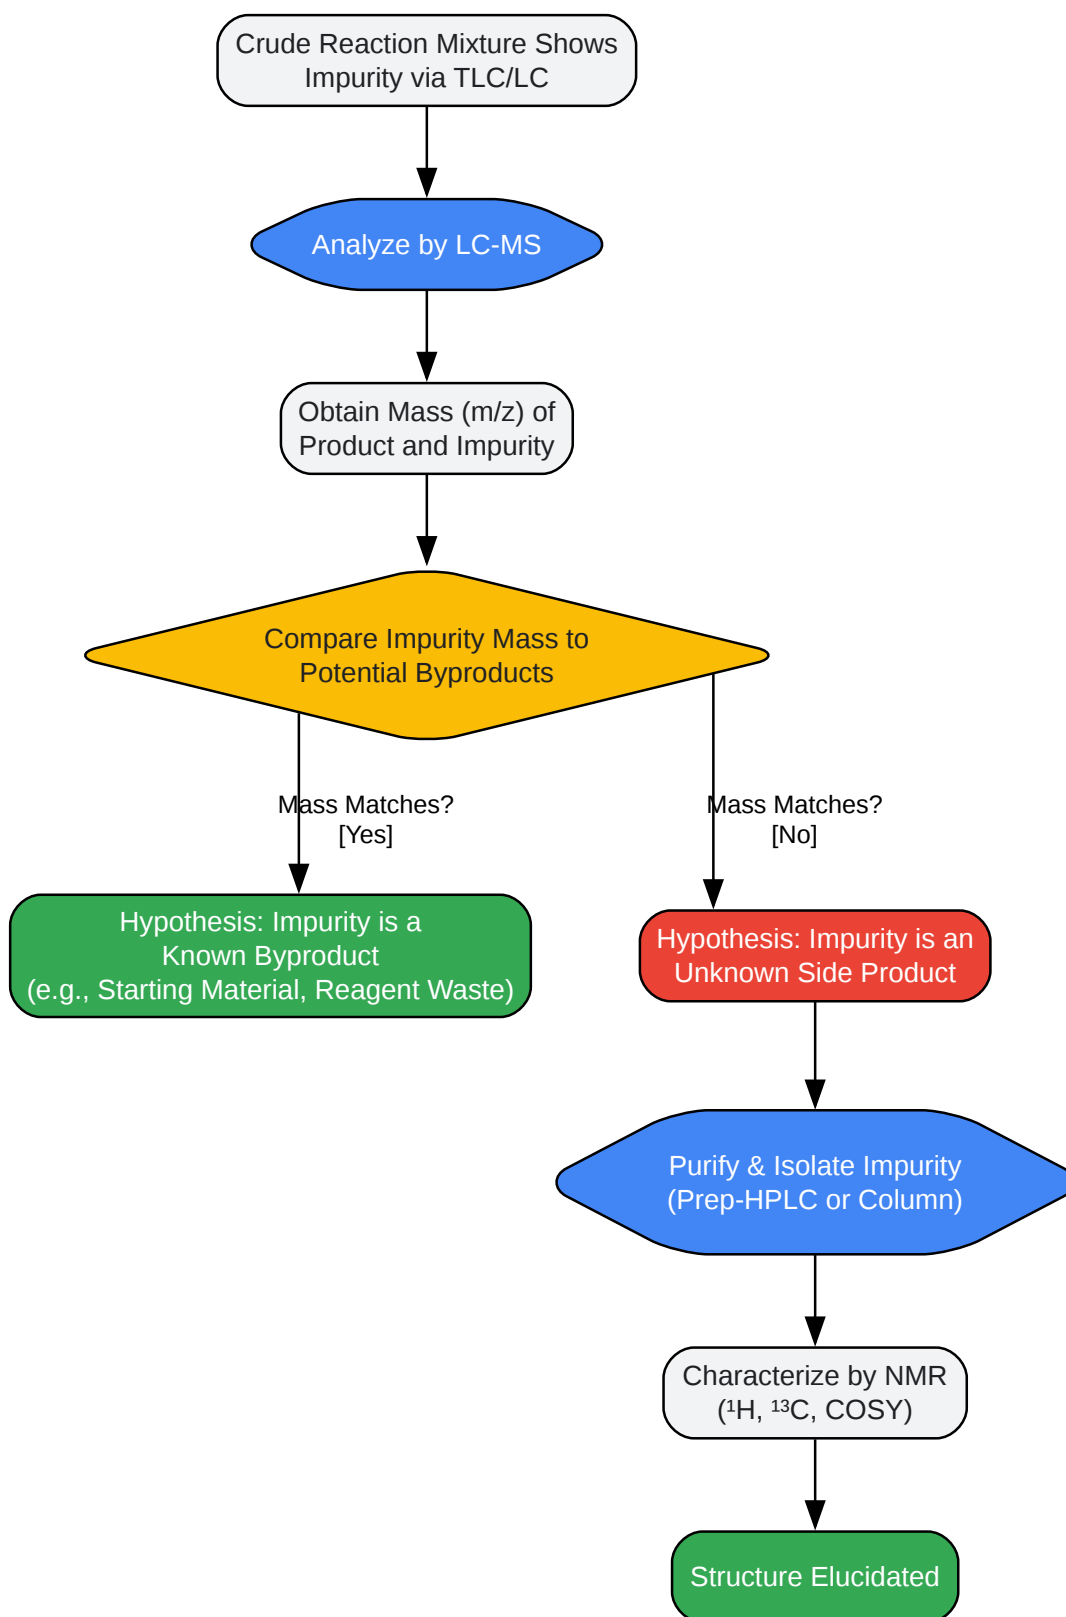 Crude Reaction Mixture Shows
Impurity via TLC/LC
Analyze by LC-MS
Obtain Mass (m/z) of
Product and Impurity
Compare Impurity Mass to
Potential Byproducts
Mass Matches?
[Yes]
Mass Matches?
[No]
Hypothesis: Impurity is a
Known Byproduct
(e.g., Starting Material, Reagent Waste)
Hypothesis: Impurity is an
Unknown Side Product
Purify & Isolate Impurity
(Prep-HPLC or Column)
Characterize by NMR
(¹H, ¹³C, COSY)
Structure Elucidated